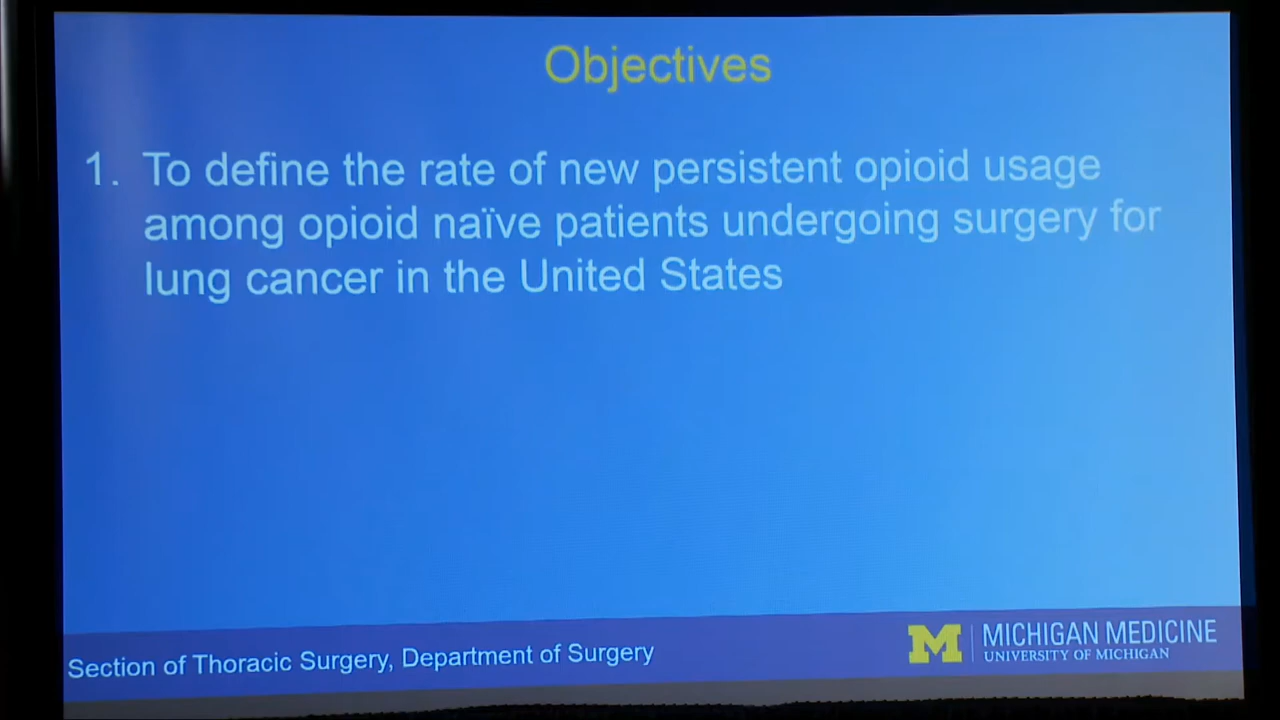 Objectives
1. To define the rate of new persistent opioid usage
among opioid naïve patients undergoing surgery for
lung cancer in the United States
Section of Thoracic Surgery, Department of Surgery
M MICHIGAN MEDICINE
UNIVERSITY OF MICHIGAN